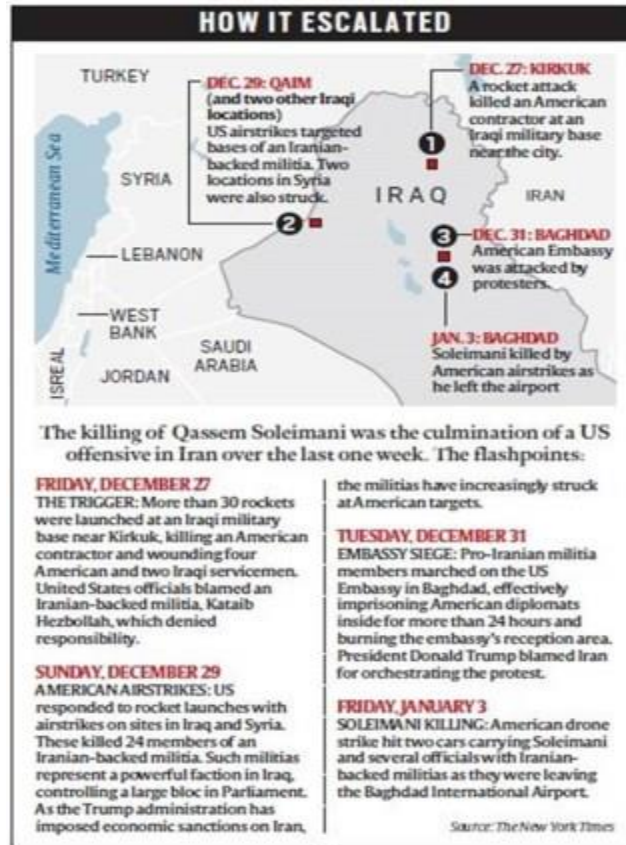 HOW IT ESCALATED
TURKEY
DEC. 29: QAIM
(and two other Iraqi
locations)
US airstrikes targeted
bases of an Iranian-
backed militia. Two
locations in Syria
were also struck.
DEC. 27: KIRKUK
A rocket attack
killed an American
contractor at an
Iraqi military base
near the city.
1
Mediterranean Sea
SYRIA
IRAQ
IRAN
2
3
DEC. 31: BAGHDAD
American Embassy
was attacked by
protesters.
LEBANON
4
WEST
BANK
SAUDI
ARABIA
JAN. 3: BAGHDAD
Soleimani killed by
American airstrikes as
he left the airport
ISREAL
JORDAN
The killing of Qassem Soleimani was the culmination of a US
offensive in Iran over the last one week. The flashpoints:
FRIDAY, DECEMBER 27
THE TRIGGER: More than 30 rockets
were launched at an Iraqi military
base near Kirkuk, killing an American
contractor and wounding four
American and two Iraqi servicemen.
United States officials blamed an
Iranian-backed militia, Kataib
Hezbollah, which denied
responsibility.
SUNDAY, DECEMBER 29
AMERICAN AIRSTRIKES: US
responded to rocket launches with
airstrikes on sites in Iraq and Syria.
These killed 24 members of an
Iranian-backed militia. Such militias
represent a powerful faction in Iraq,
controlling a large bloc in Parliament.
As the Trump administration has
imposed economic sanctions on Iran,
the militias have increasingly struck
at American targets.
TUESDAY, DECEMBER 31
EMBASSY SIEGE: Pro-Iranian militia
members marched on the US
Embassy in Baghdad, effectively
imprisoning American diplomats
inside for more than 24 hours and
burning the embassy's reception area.
President Donald Trump blamed Iran
for orchestrating the protest.
FRIDAY, JANUARY 3
SOLEIMANI KILLING: American drone
strike hit two cars carrying Soleimani
and several officials with Iranian-
backed militias as they were leaving
the Baghdad International Airport.
Source: The New York Times